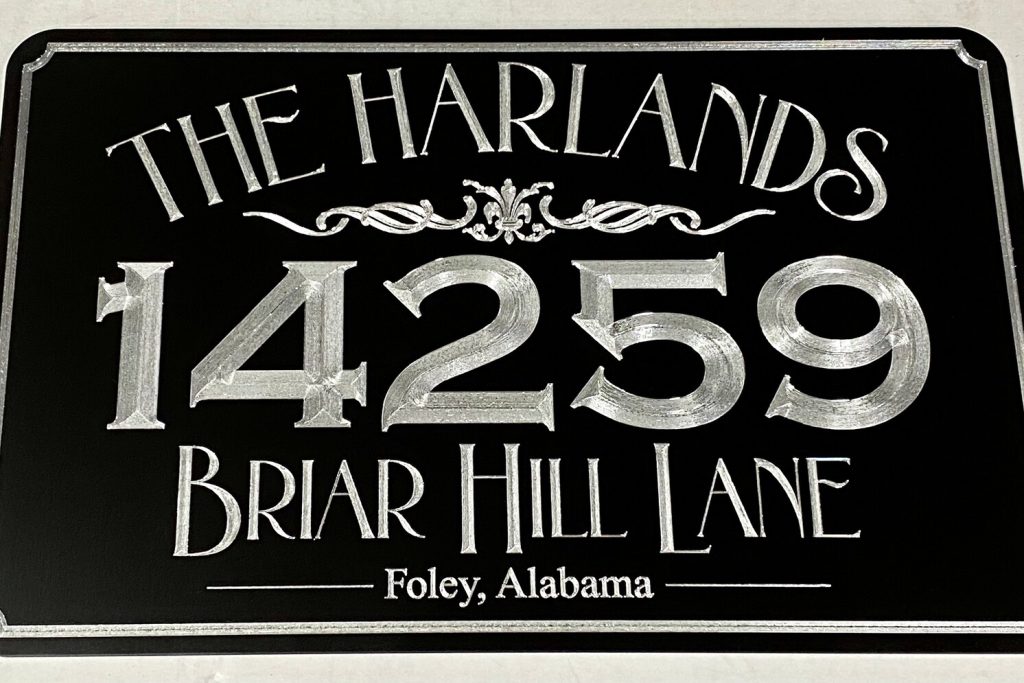 THE HARLANDS
14259
BRIAR HILL LANE
Foley, Alabama